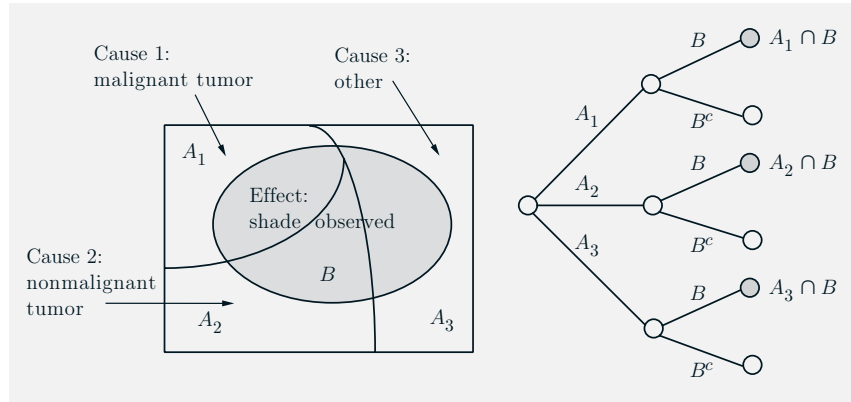 Cause 1:
malignant tumor
Cause 3:
other
A₁
Effect:
shade observed
B
Cause 2:
nonmalignant
tumor
A₂
A₃
A₁
A₂
A₃
B
A₁ ∩ B
Bᶜ
B
A₂ ∩ B
Bᶜ
B
A₃ ∩ B
Bᶜ